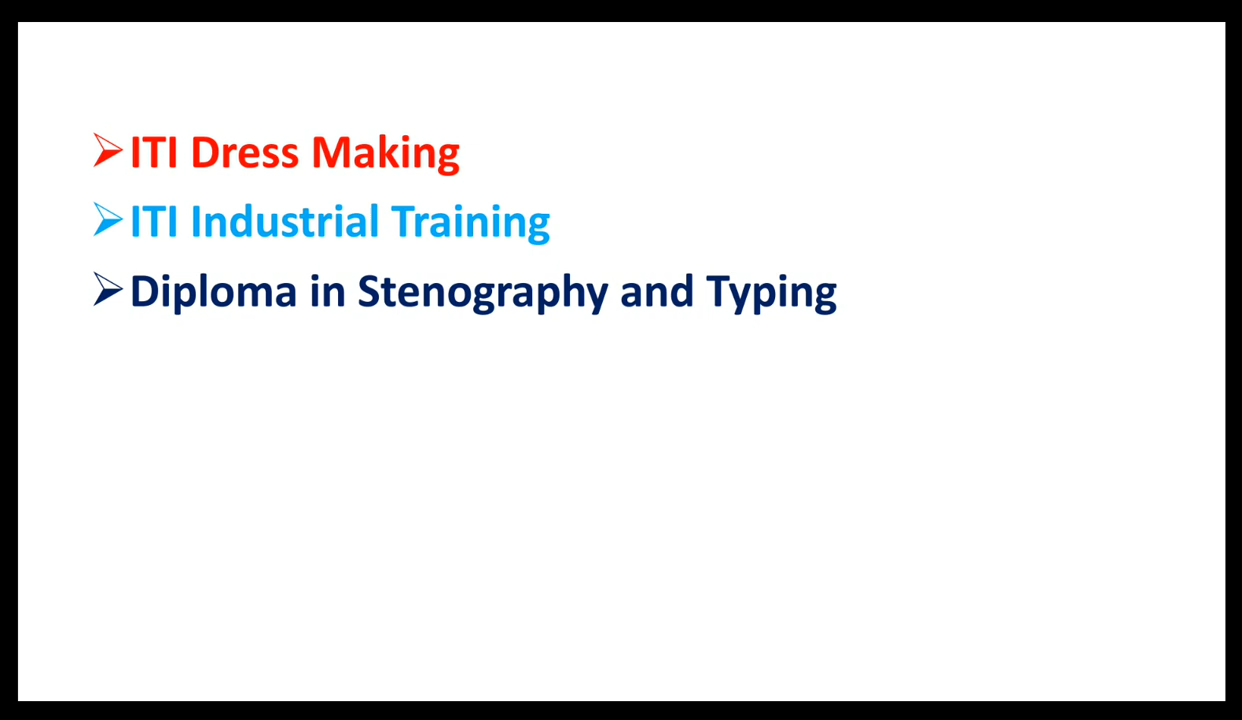 ➢ITI Dress Making
➢ITI Industrial Training
➢Diploma in Stenography and Typing